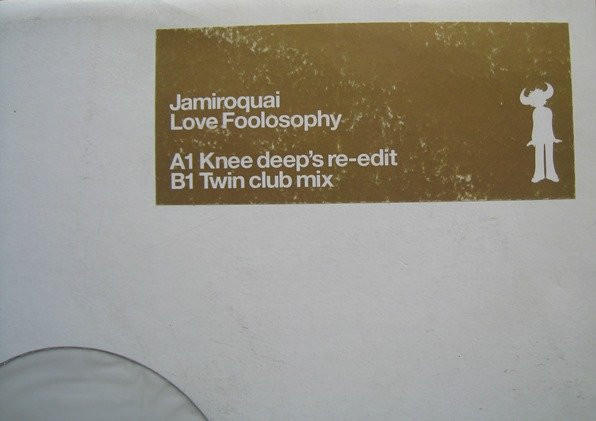 Jamiroquai
Love Foolosophy
A1 Knee deep's re-edit
B1 Twin club mix